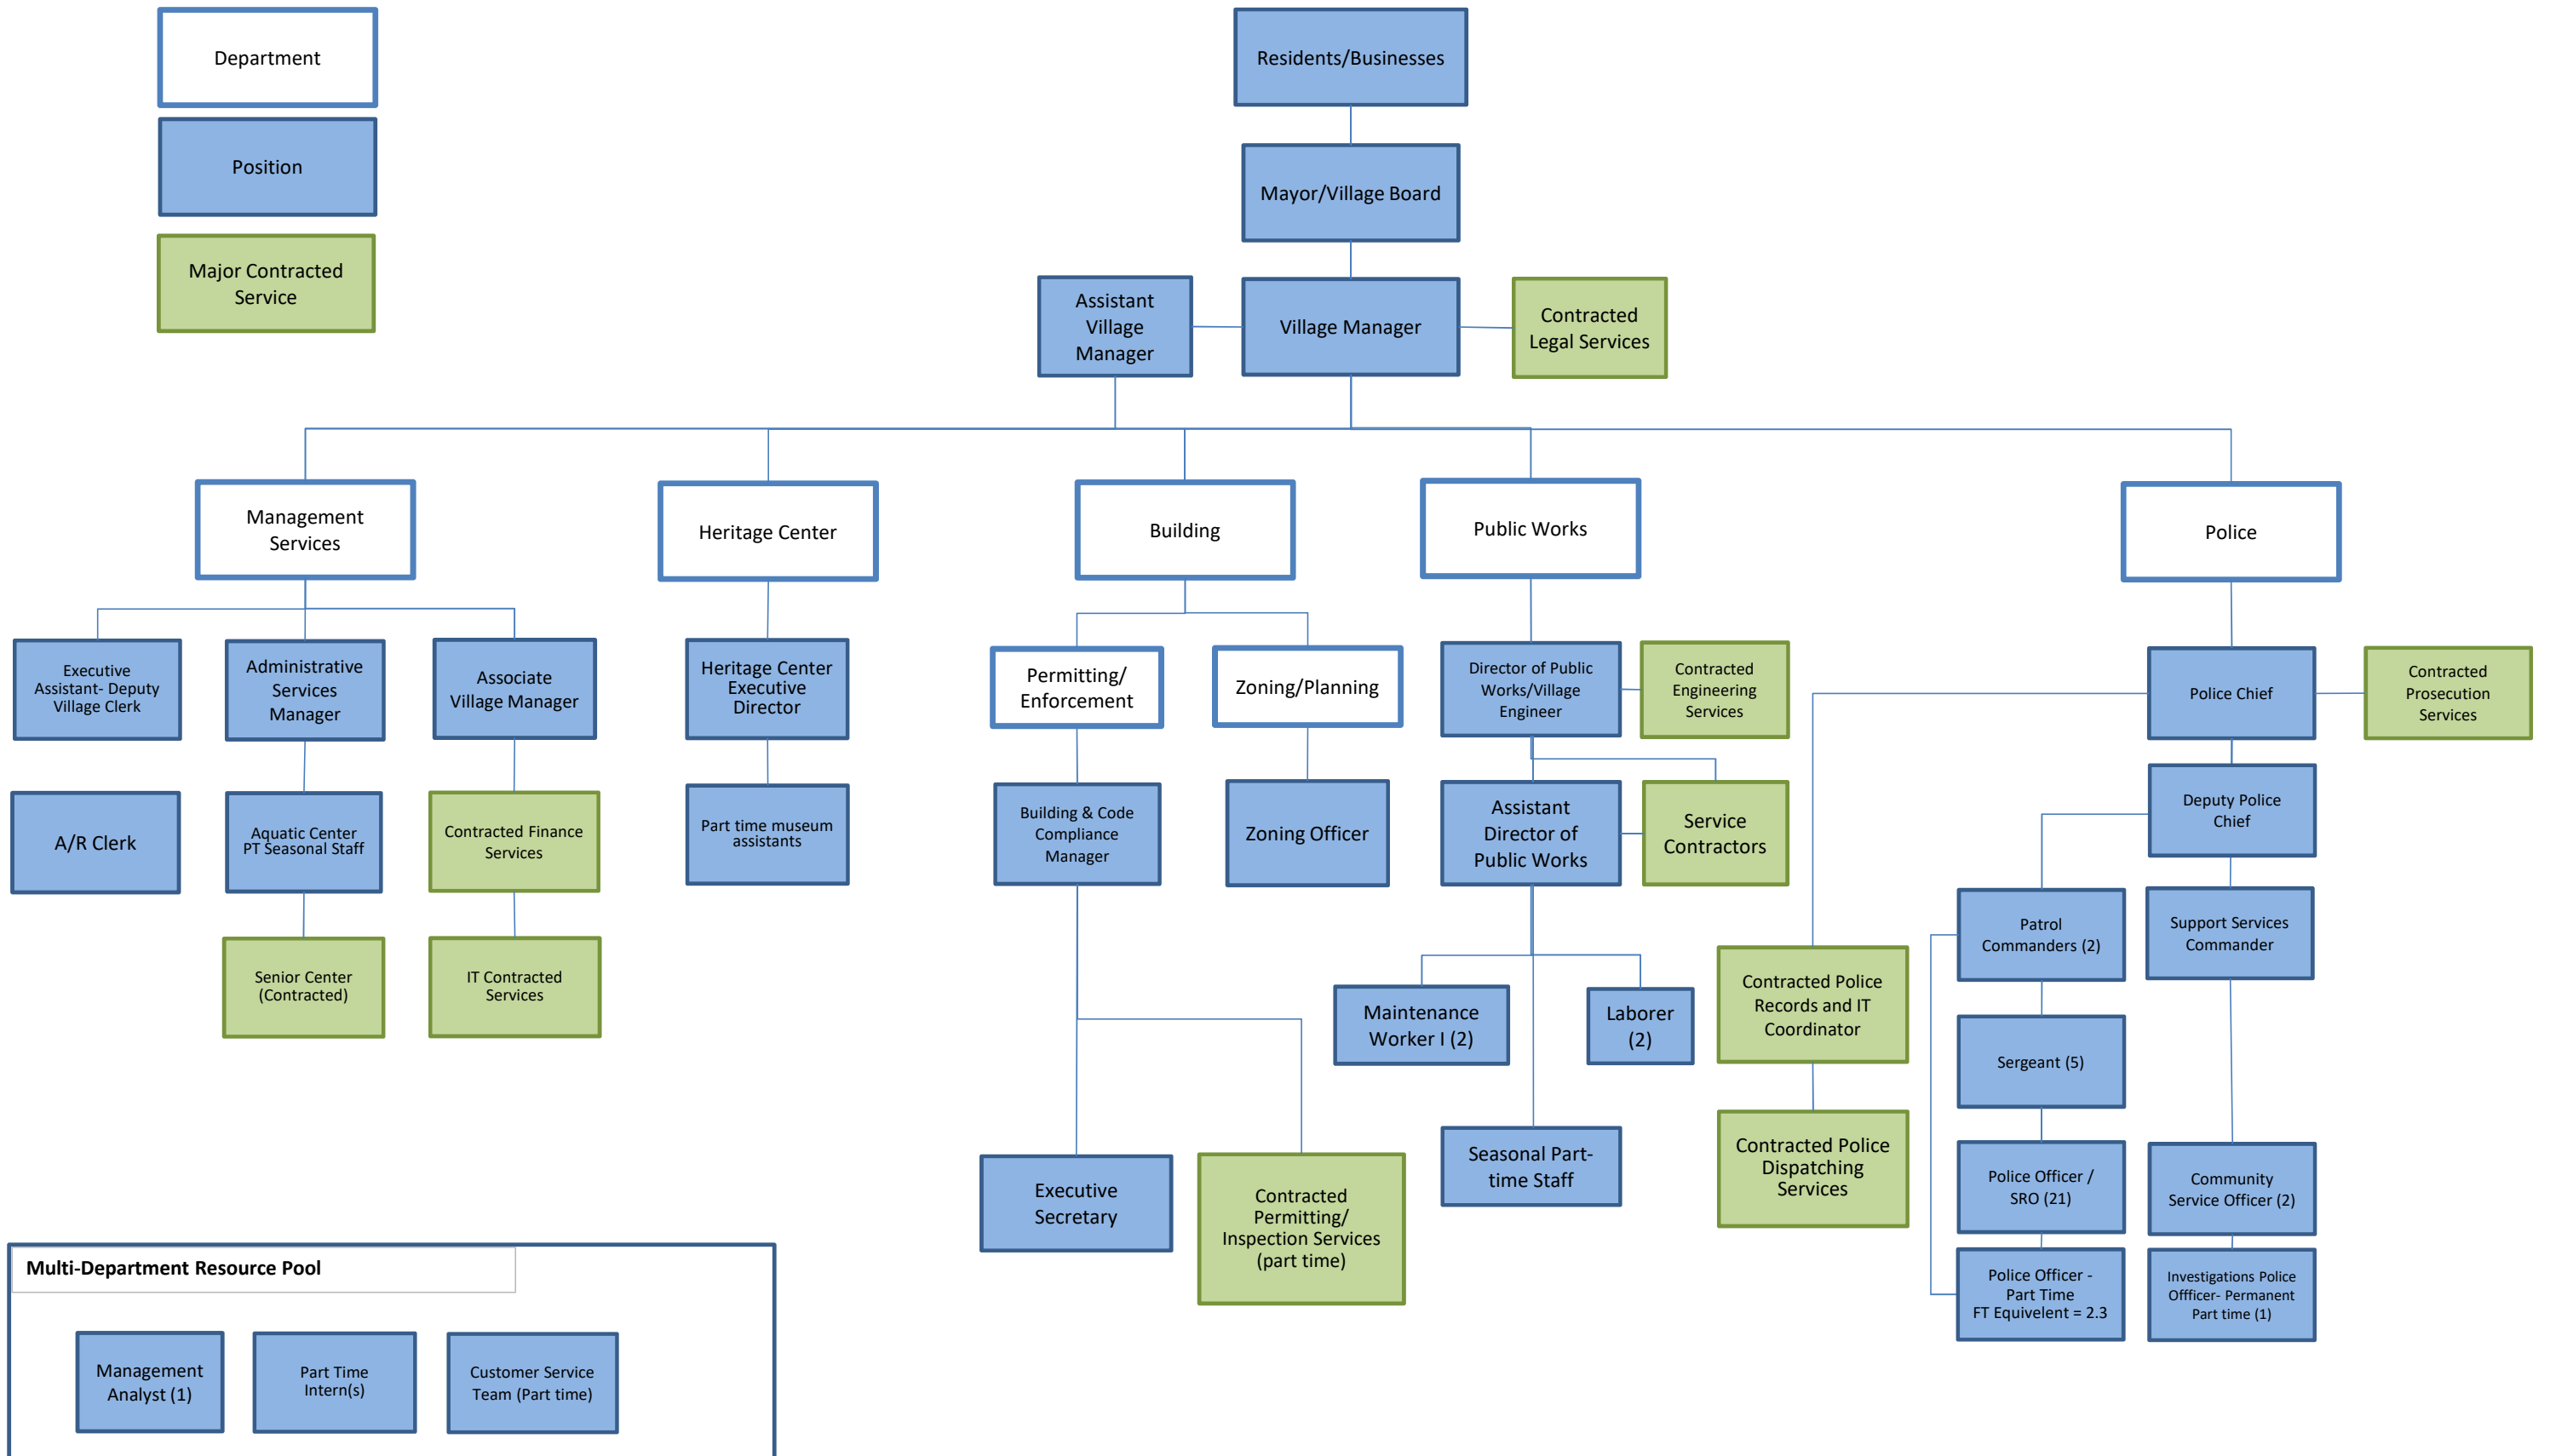 Department
Position
Major Contracted
Service
Residents/Businesses
Mayor/Village Board
Assistant
Village
Manager
Village Manager
Contracted
Legal Services
Management
Services
Heritage Center
Building
Public Works
Police
Executive
Assistant- Deputy
Village Clerk
Administrative
Services
Manager
Associate
Village Manager
Heritage Center
Executive
Director
Permitting/
Enforcement
Zoning/Planning
Director of Public
Works/Village
Engineer
Contracted
Engineering
Services
Police Chief
Contracted
Prosecution
Services
A/R Clerk
Aquatic Center
PT Seasonal Staff
Contracted Finance
Services
Part time museum
assistants
Building & Code
Compliance
Manager
Zoning Officer
Assistant
Director of
Public Works
Service
Contractors
Deputy Police
Chief
Senior Center
(Contracted)
IT Contracted
Services
Maintenance
Worker I (2)
Laborer
(2)
Contracted Police
Records and IT
Coordinator
Patrol
Commanders (2)
Support Services
Commander
Sergeant (5)
Executive
Secretary
Contracted
Permitting/
Inspection Services
(part time)
Seasonal Part-
time Staff
Contracted Police
Dispatching
Services
Police Officer /
SRO (21)
Community
Service Officer (2)
Police Officer -
Part Time
FT Equivelent = 2.3
Investigations Police
Offficer- Permanent
Part time (1)
Multi-Department Resource Pool
Management
Analyst (1)
Part Time
Intern(s)
Customer Service
Team (Part time)